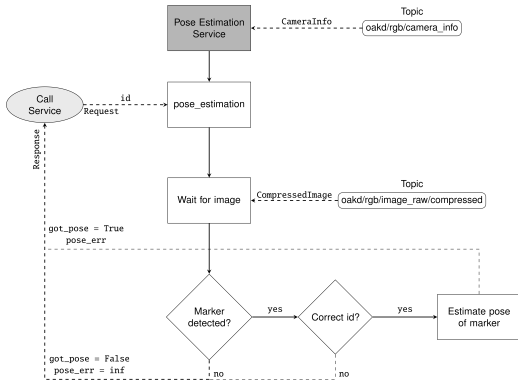 Pose Estimation
Service
CameraInfo
Topic
oakd/rgb/camera_info
Call
Service
id
Request
pose_estimation
Response
Wait for image
CompressedImage
Topic
oakd/rgb/image_raw/compressed
got_pose = True
pose_err
Marker
detected?
yes
Correct id?
yes
Estimate pose
of marker
got_pose = False
pose_err = inf
no
no